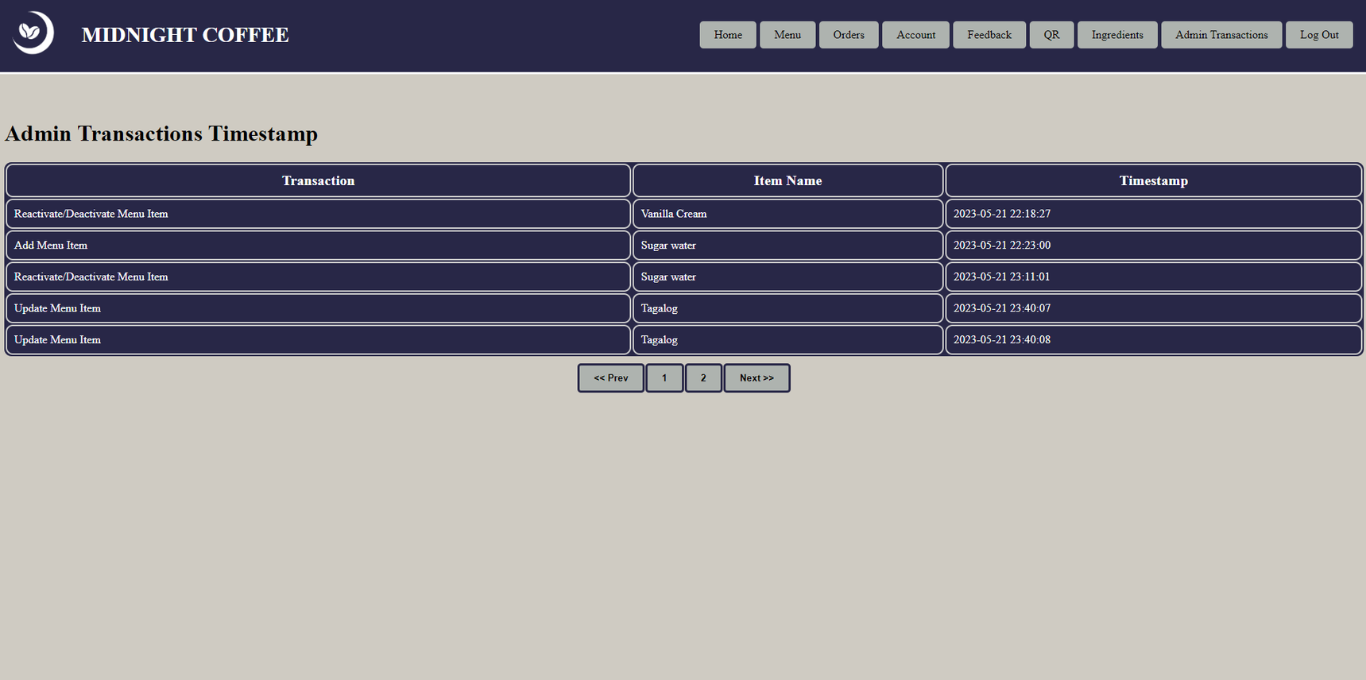 MIDNIGHT COFFEE
Home Menu Orders Account Feedback QR Ingredients Admin Transactions Log Out
Admin Transactions Timestamp
Transaction Item Name Timestamp
Reactivate/Deactivate Menu Item Vanilla Cream 2023-05-21 22:18:27
Add Menu Item Sugar water 2023-05-21 22:23:00
Reactivate/Deactivate Menu Item Sugar water 2023-05-21 23:11:01
Update Menu Item Tagalog 2023-05-21 23:40:07
Update Menu Item Tagalog 2023-05-21 23:40:08
<< Prev 1 2 Next >>